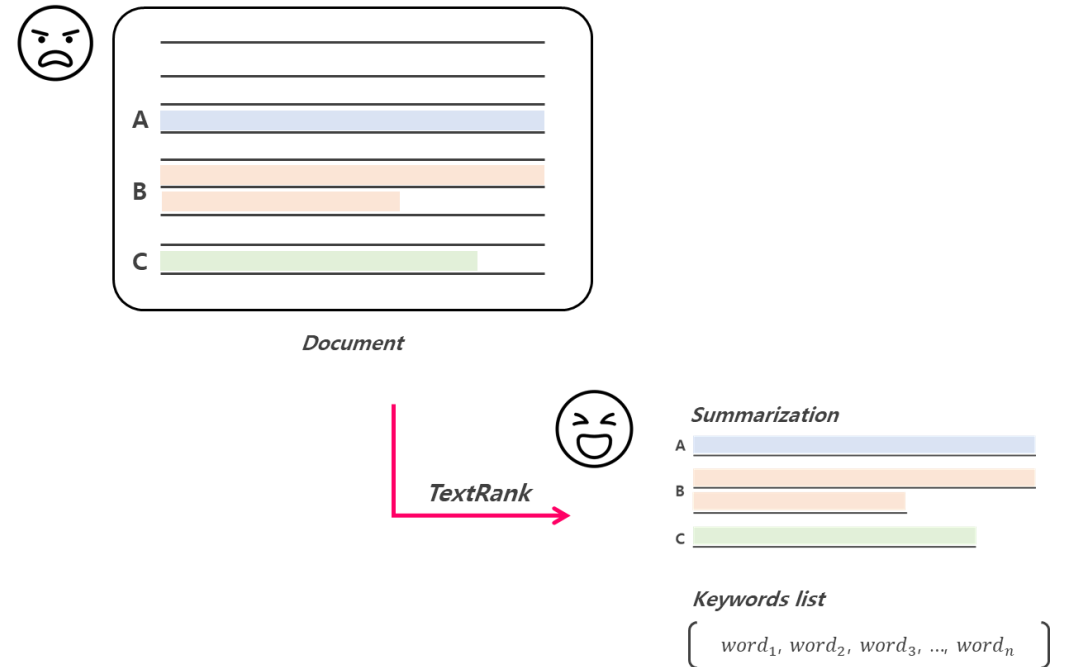 A
B
C
Document
TextRank
Summarization
A
B
C
Keywords list
word₁, word₂, word₃, ..., wordₙ